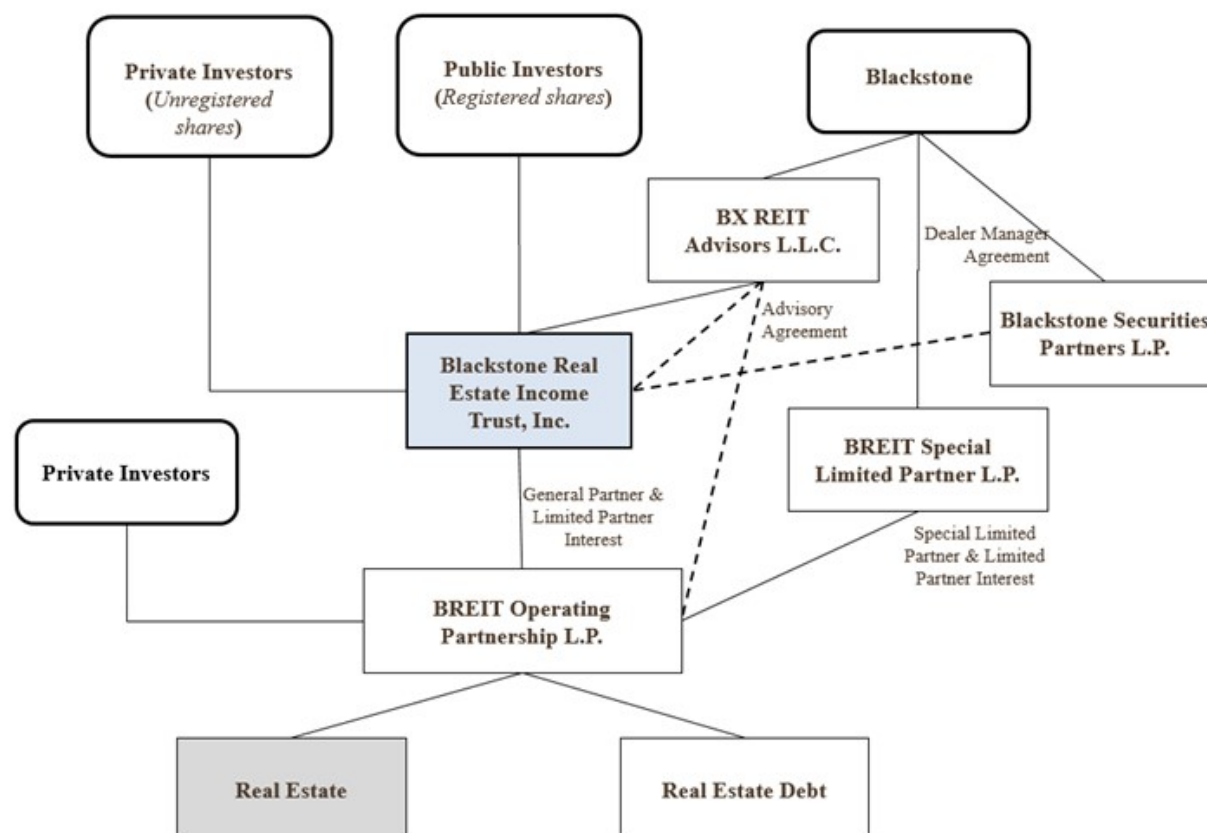 Private Investors
(Unregistered
shares)
Public Investors
(Registered shares)
Blackstone
BX REIT
Advisors L.L.C.
Dealer Manager
Agreement
Advisory
Agreement
Blackstone Securities
Partners L.P.
Blackstone Real
Estate Income
Trust, Inc.
BREIT Special
Limited Partner L.P.
Private Investors
General Partner &
Limited Partner
Interest
Special Limited
Partner & Limited
Partner Interest
BREIT Operating
Partnership L.P.
Real Estate
Real Estate Debt